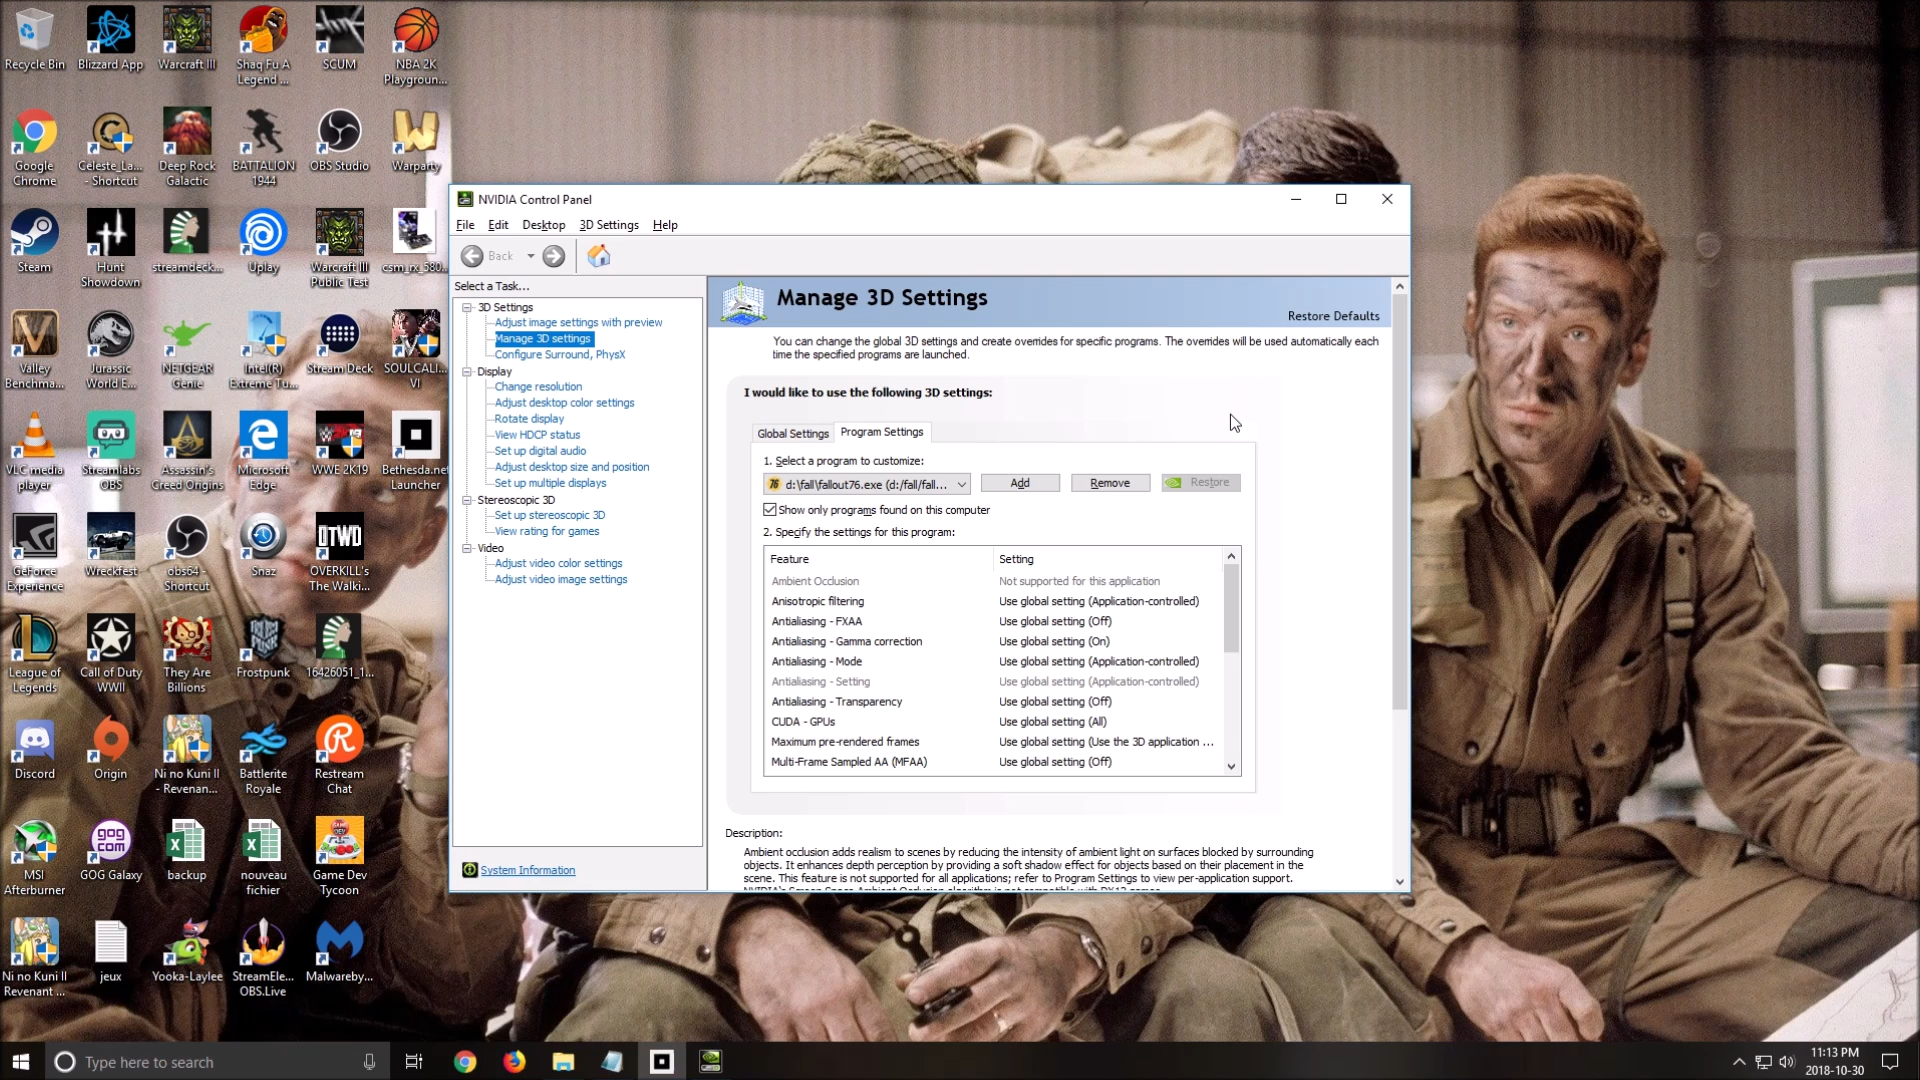 Recycle Bin
Blizzard App
Warcraft III
Shaq Fu A
Legend ...
SCUM
NBA 2K
Playgroun...
Google
Chrome
Celeste_La...
- Shortcut
Deep Rock
Galactic
BATTALION
1944
OBS Studio
Warparty
Steam
Hunt
Showdown
streamdeck...
Uplay
Warcraft III
Public Test
csm_rx_580...
Valley
Benchma...
Jurassic
World E...
NETGEAR
Genie
Intel(R)
Extreme Tu...
Stream Deck
SOULCALI...
VI
VLC media
player
Streamlabs
OBS
Assassin's
Creed Origins
Microsoft
Edge
WWE 2K19
Bethesda.net
Launcher
GeForce
Experience
Wreckfest
obs64 -
Shortcut
Snaz
OTWD
OVERKILL's
The Walki...
League of
Legends
Call of Duty
WWII
They Are
Billions
Frostpunk
16426051_1...
Discord
Origin
Ni no Kuni II
- Revenan...
Battlerite
Royale
Restream
Chat
MSI
Afterburner
gog
com
GOG Galaxy
backup
nouveau
fichier
Game Dev
Tycoon
Ni no Kuni II
Revenant ...
jeux
Yooka-Laylee
StreamEle...
OBS.Live
Malwareby...
NVIDIA Control Panel
File Edit Desktop 3D Settings Help
Back
Select a Task...
3D Settings
Adjust image settings with preview
Manage 3D settings
Configure Surround, PhysX
Display
Change resolution
Adjust desktop color settings
Rotate display
View HDCP status
Set up digital audio
Adjust desktop size and position
Set up multiple displays
Stereoscopic 3D
Set up stereoscopic 3D
View rating for games
Video
Adjust video color settings
Adjust video image settings
System Information
Manage 3D Settings
Restore Defaults
You can change the global 3D settings and create overrides for specific programs. The overrides will be used automatically each
time the specified programs are launched.
I would like to use the following 3D settings:
Global Settings Program Settings
1. Select a program to customize:
76 d:\fall\fallout76.exe (d:/fall/fall... Add Remove Restore
Show only programs found on this computer
2. Specify the settings for this program:
Feature Setting
Ambient Occlusion Not supported for this application
Anisotropic filtering Use global setting (Application-controlled)
Antialiasing - FXAA Use global setting (Off)
Antialiasing - Gamma correction Use global setting (On)
Antialiasing - Mode Use global setting (Application-controlled)
Antialiasing - Setting Use global setting (Application-controlled)
Antialiasing - Transparency Use global setting (Off)
CUDA - GPUs Use global setting (All)
Maximum pre-rendered frames Use global setting (Use the 3D application ...
Multi-Frame Sampled AA (MFAA) Use global setting (Off)
Description:
Ambient occlusion adds realism to scenes by reducing the intensity of ambient light on surfaces blocked by surrounding
objects. It enhances depth perception by providing a soft shadow effect for objects based on their placement in the
scene. This feature is not supported for all applications; refer to Program Settings to view per-application support.
NVIDIA's Screen Space Ambient Occlusion algorithm is not compatible with DX12 games.
Type here to search
11:13 PM
2018-10-30